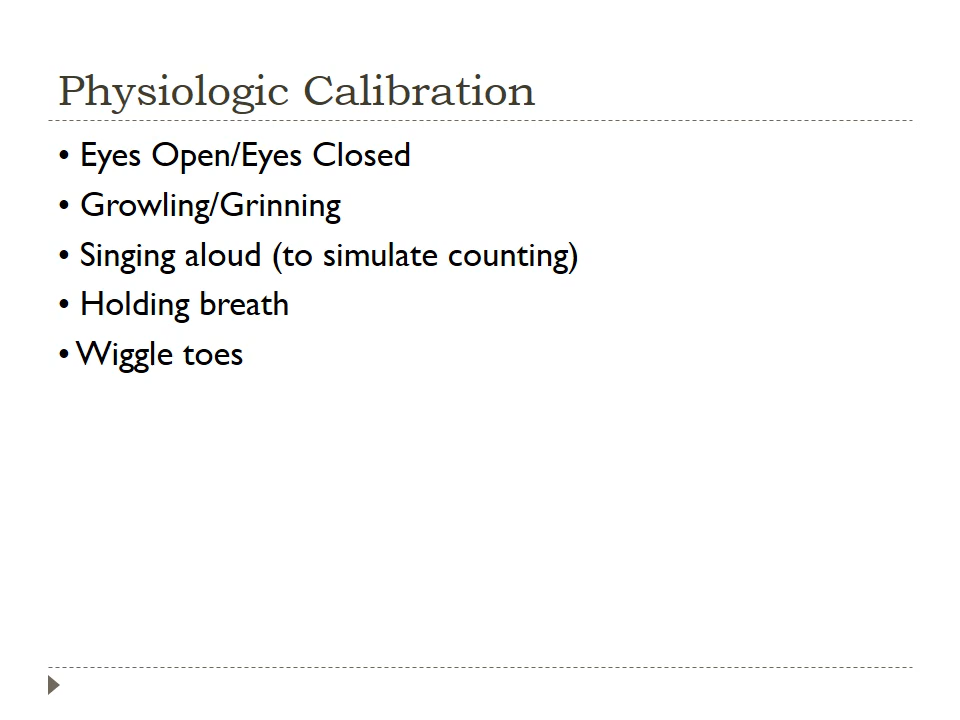 Physiologic Calibration
• Eyes Open/Eyes Closed
• Growling/Grinning
• Singing aloud (to simulate counting)
• Holding breath
• Wiggle toes